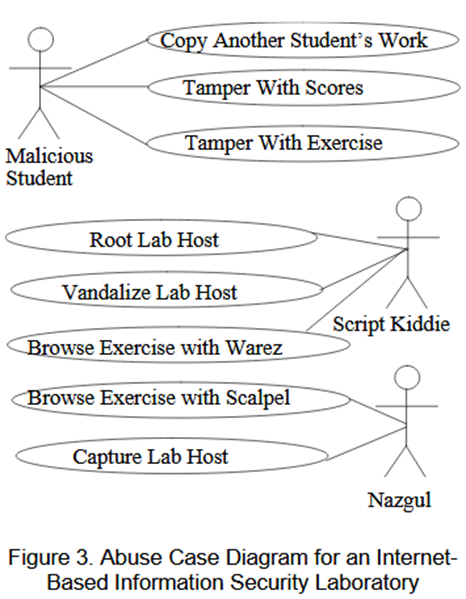 Copy Another Student's Work
Tamper With Scores
Tamper With Exercise
Malicious
Student
Root Lab Host
Vandalize Lab Host
Script Kiddie
Browse Exercise with Warez
Browse Exercise with Scalpel
Capture Lab Host
Nazgul
Figure 3. Abuse Case Diagram for an Internet-
Based Information Security Laboratory